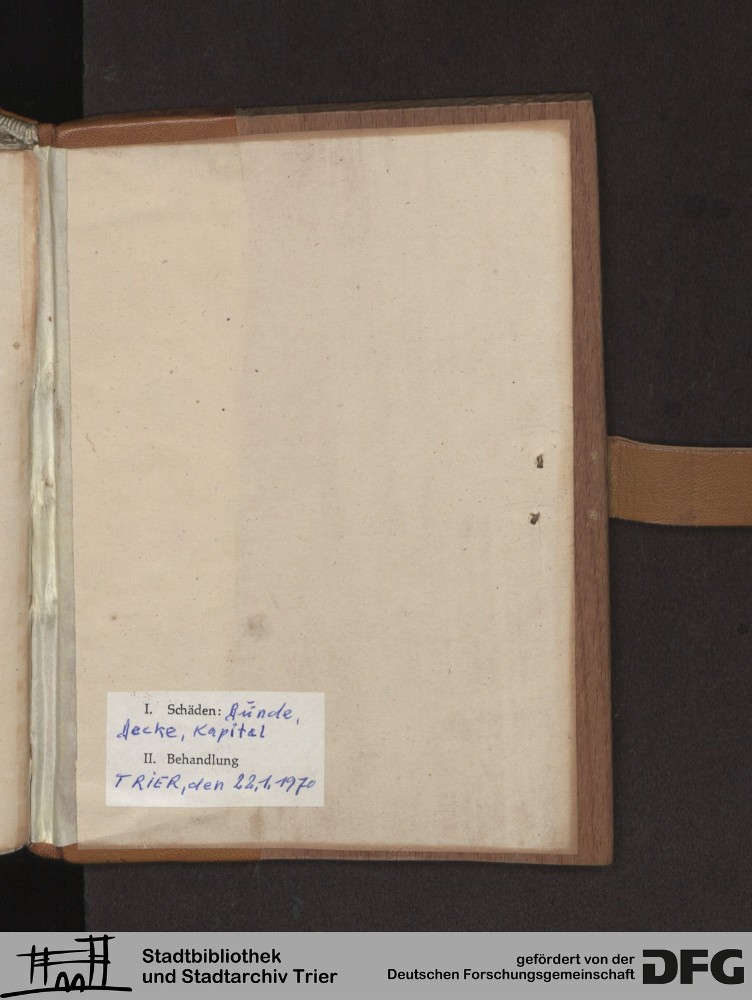 I. Schäden: Bünde,
Decke, Kapital
II. Behandlung
TRIER, den 22.1.1970
Stadtbibliothek
und Stadtarchiv Trier
gefördert von der
Deutschen Forschungsgemeinschaft
DFG